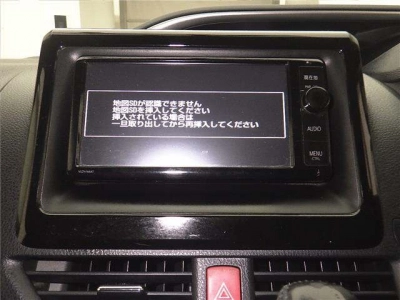 地図SDが認識できません
地図SDを挿入してください
挿入されている場合は
一旦取り出してから再挿入してください
現在地
AUDIO
MENU